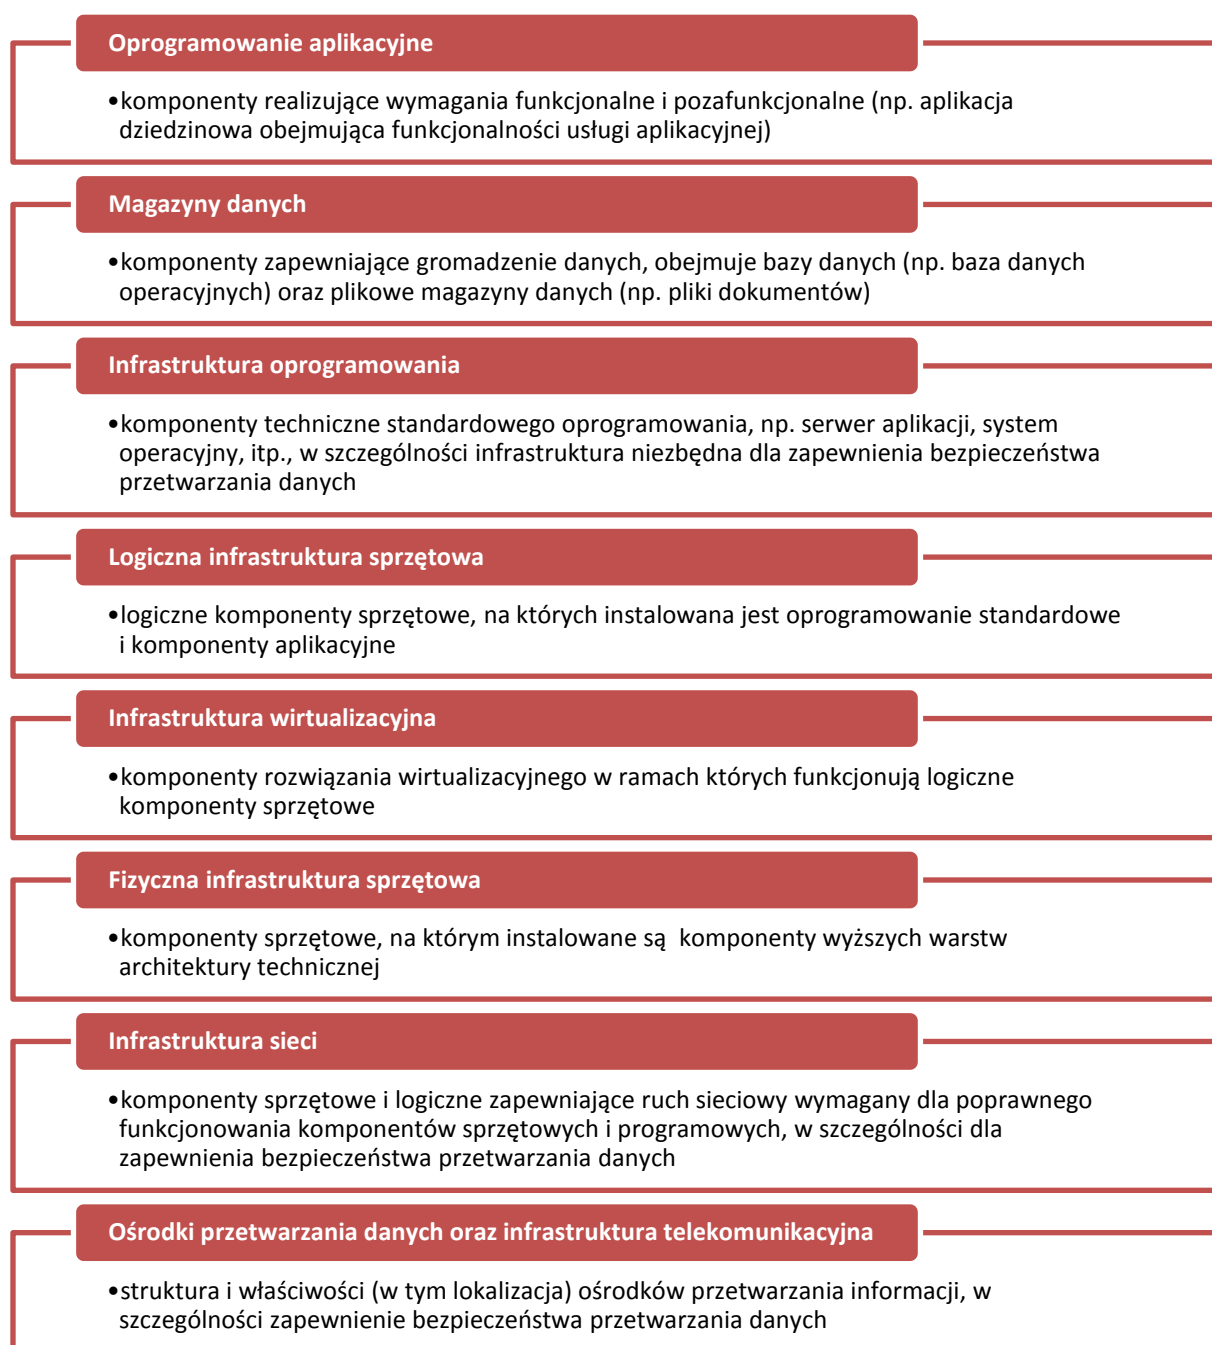 Oprogramowanie aplikacyjne
•komponenty realizujące wymagania funkcjonalne i pozafunkcjonalne (np. aplikacja
dziedzinowa obejmująca funkcjonalności usługi aplikacyjnej)
Magazyny danych
•komponenty zapewniające gromadzenie danych, obejmuje bazy danych (np. baza danych
operacyjnych) oraz plikowe magazyny danych (np. pliki dokumentów)
Infrastruktura oprogramowania
•komponenty techniczne standardowego oprogramowania, np. serwer aplikacji, system
operacyjny, itp., w szczególności infrastruktura niezbędna dla zapewnienia bezpieczeństwa
przetwarzania danych
Logiczna infrastruktura sprzętowa
•logiczne komponenty sprzętowe, na których instalowana jest oprogramowanie standardowe
i komponenty aplikacyjne
Infrastruktura wirtualizacyjna
•komponenty rozwiązania wirtualizacyjnego w ramach których funkcjonują logiczne
komponenty sprzętowe
Fizyczna infrastruktura sprzętowa
•komponenty sprzętowe, na którym instalowane są  komponenty wyższych warstw
architektury technicznej
Infrastruktura sieci
•komponenty sprzętowe i logiczne zapewniające ruch sieciowy wymagany dla poprawnego
funkcjonowania komponentów sprzętowych i programowych, w szczególności dla
zapewnienia bezpieczeństwa przetwarzania danych
Ośrodki przetwarzania danych oraz infrastruktura telekomunikacyjna
•struktura i właściwości (w tym lokalizacja) ośrodków przetwarzania informacji, w
szczególności zapewnienie bezpieczeństwa przetwarzania danych